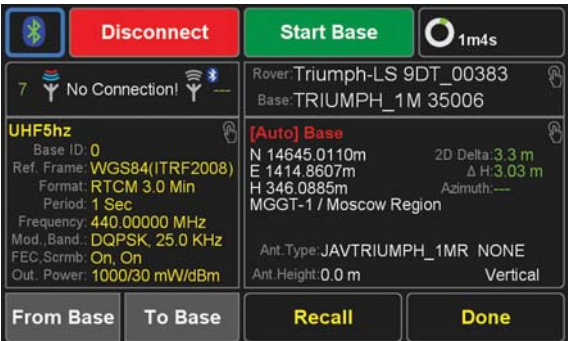 Disconnect
Start Base
1m4s
7 No Connection! ---
Rover:Triumph-LS 9DT_00383
Base:TRIUMPH_1M 35006
UHF5hz
Base ID: 0
Ref. Frame: WGS84(ITRF2008)
Format: RTCM 3.0 Min
Period: 1 Sec
Frequency: 440.00000 MHz
Mod.,Band.: DQPSK, 25.0 KHz
FEC,Scrmb: On, On
Out. Power: 1000/30 mW/dBm
[Auto] Base
N 14645.0110m 2D Delta:3.3 m
E 1414.8607m Δ H:3.03 m
H 346.0885m Azimuth:---
MGGT-1 / Moscow Region
Ant.Type:JAVTRIUMPH_1MR NONE
Ant.Height:0.0 m Vertical
From Base
To Base
Recall
Done